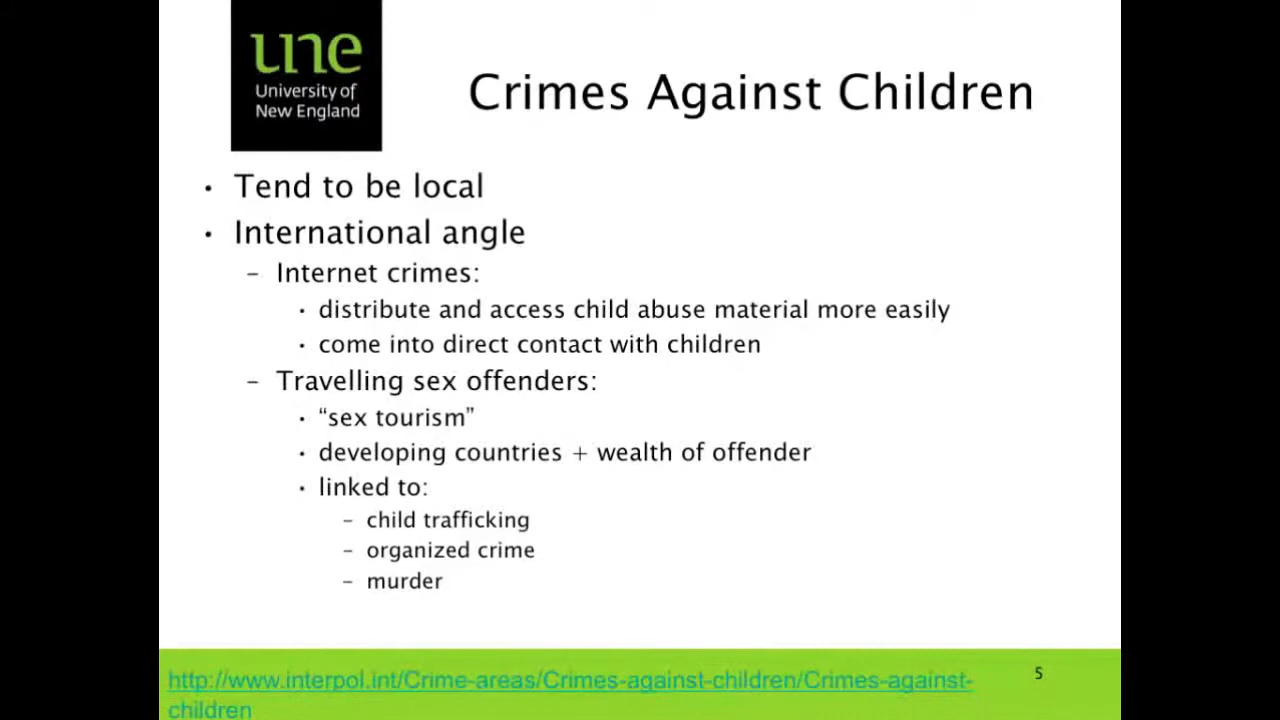 une
University of
New England
Crimes Against Children
• Tend to be local
• International angle
– Internet crimes:
• distribute and access child abuse material more easily
• come into direct contact with children
– Travelling sex offenders:
• “sex tourism”
• developing countries + wealth of offender
• linked to:
– child trafficking
– organized crime
– murder
http://www.interpol.int/Crime-areas/Crimes-against-children/Crimes-against-
children
5